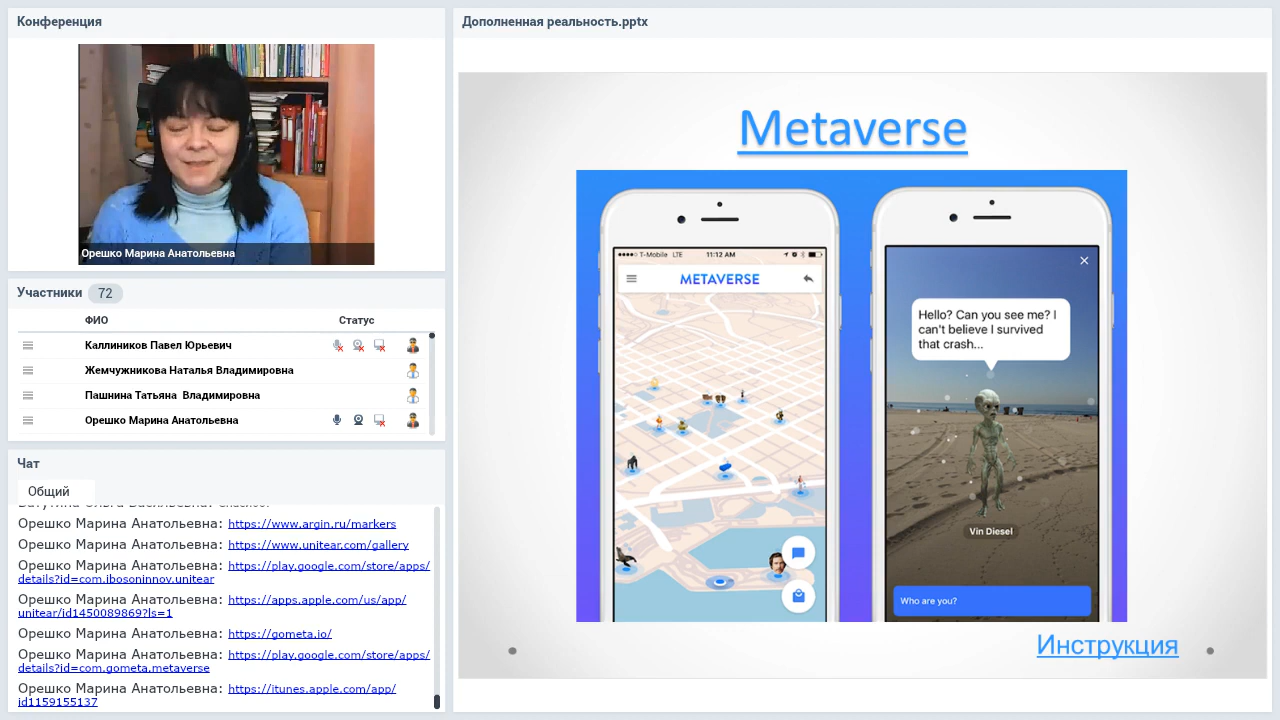 Конференция
Орешко Марина Анатольевна
Участники 72
ФИО Статус
Каллиников Павел Юрьевич
Жемчужникова Наталья Владимировна
Пашнина Татьяна Владимировна
Орешко Марина Анатольевна
Чат
Общий
Орешко Марина Анатольевна: https://www.argin.ru/markers
Орешко Марина Анатольевна: https://www.unitear.com/gallery
Орешко Марина Анатольевна: https://play.google.com/store/apps/
details?id=com.ibosoninnov.unitear
Орешко Марина Анатольевна: https://apps.apple.com/us/app/
unitear/id1450089869?ls=1
Орешко Марина Анатольевна: https://gometa.io/
Орешко Марина Анатольевна: https://play.google.com/store/apps/
details?id=com.gometa.metaverse
Орешко Марина Анатольевна: https://itunes.apple.com/app/
id1159155137
Дополненная реальность.pptx
Metaverse
T-Mobile LTE 11:12 AM
METAVERSE
Hello? Can you see me? I
can't believe I survived
that crash...
Vin Diesel
Who are you?
Инструкция